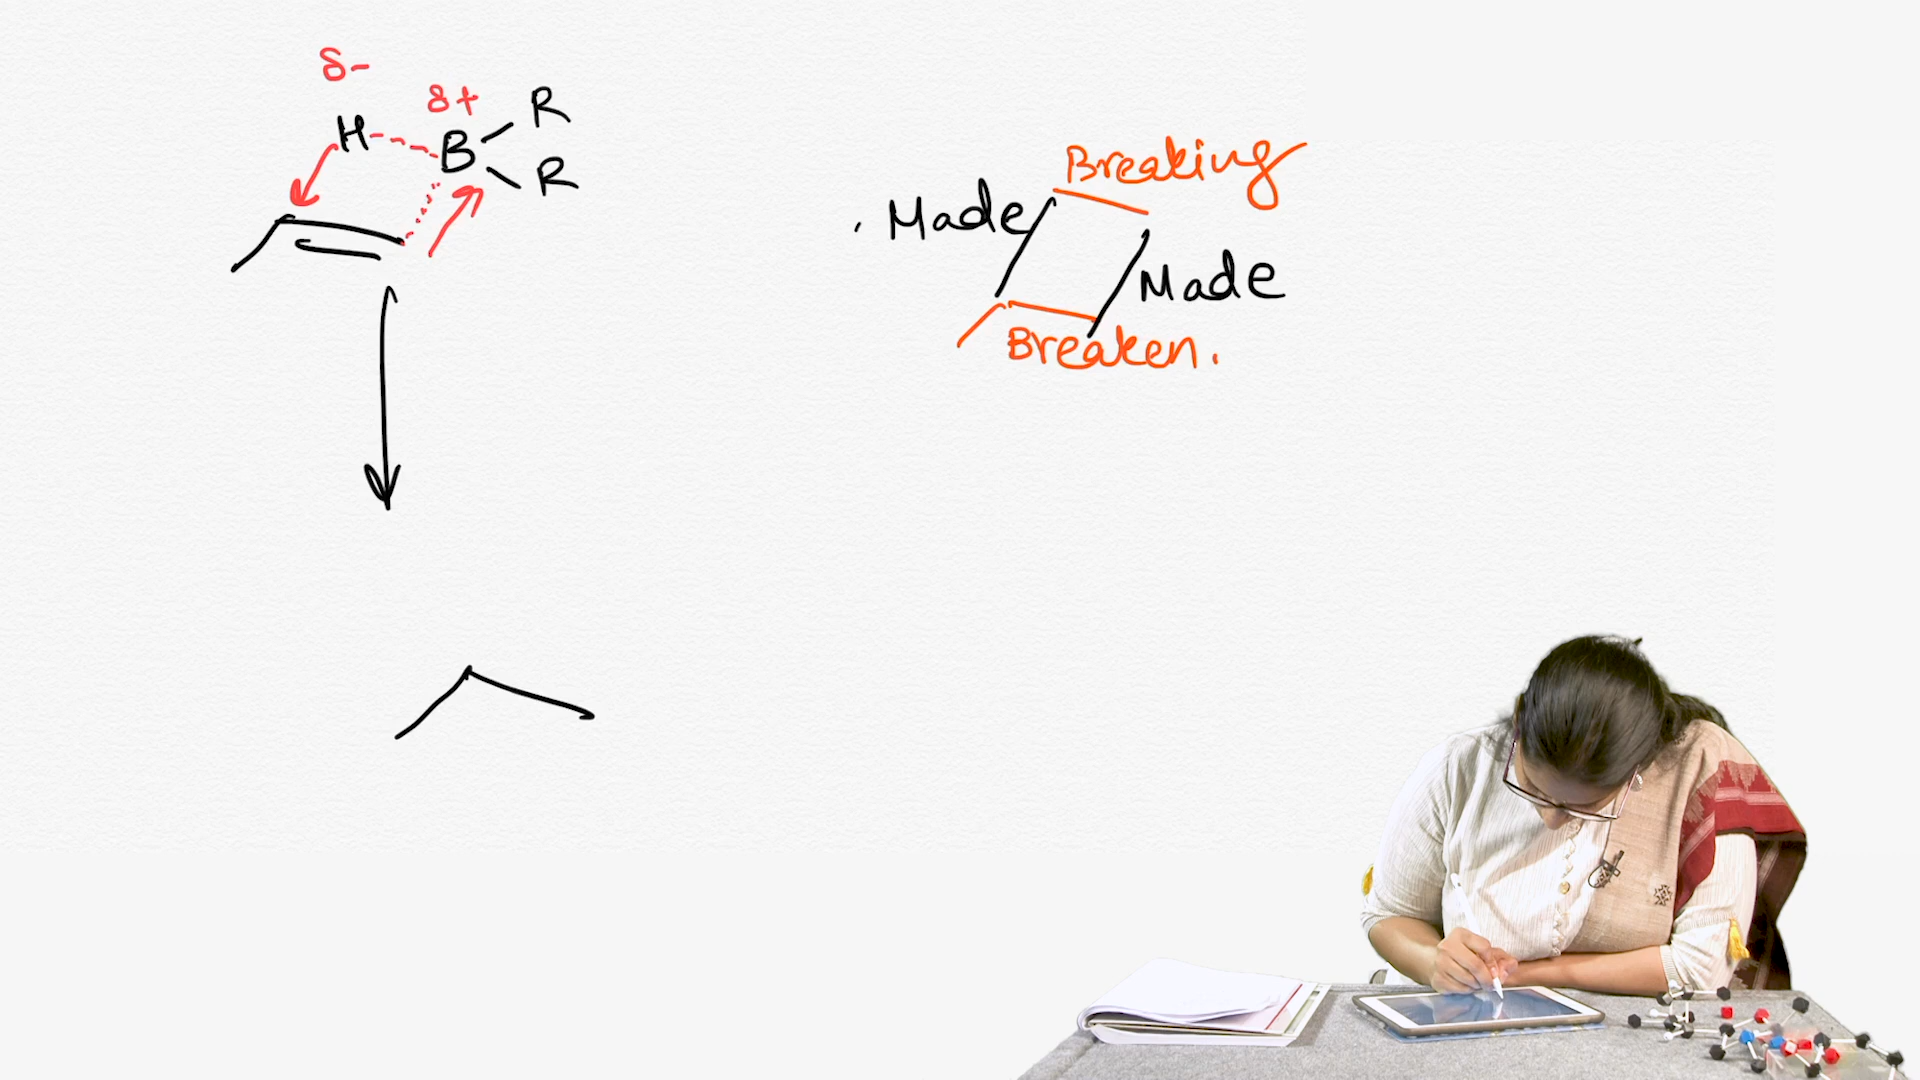 δ-
δ+
H B R
R
Breaking
Made
Made
Breaken.